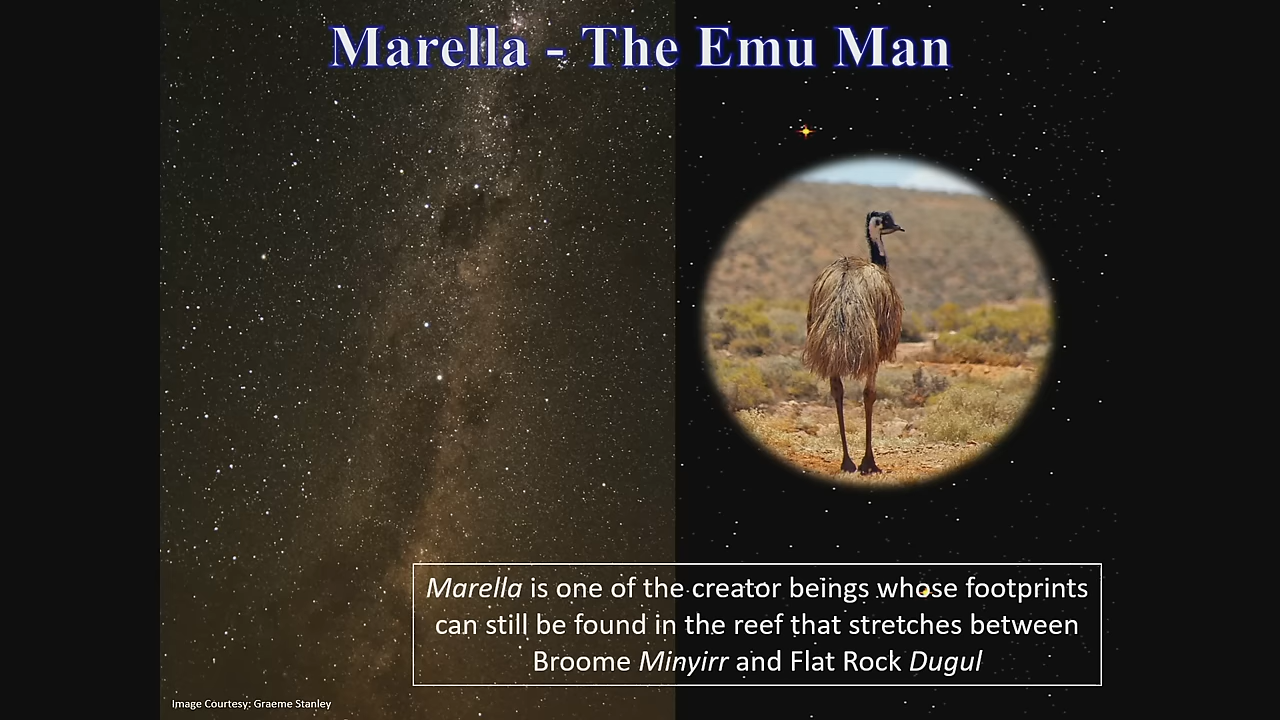 Marella - The Emu Man
Marella is one of the creator beings whose footprints
can still be found in the reef that stretches between
Broome Minyirr and Flat Rock Dugul
Image Courtesy: Graeme Stanley